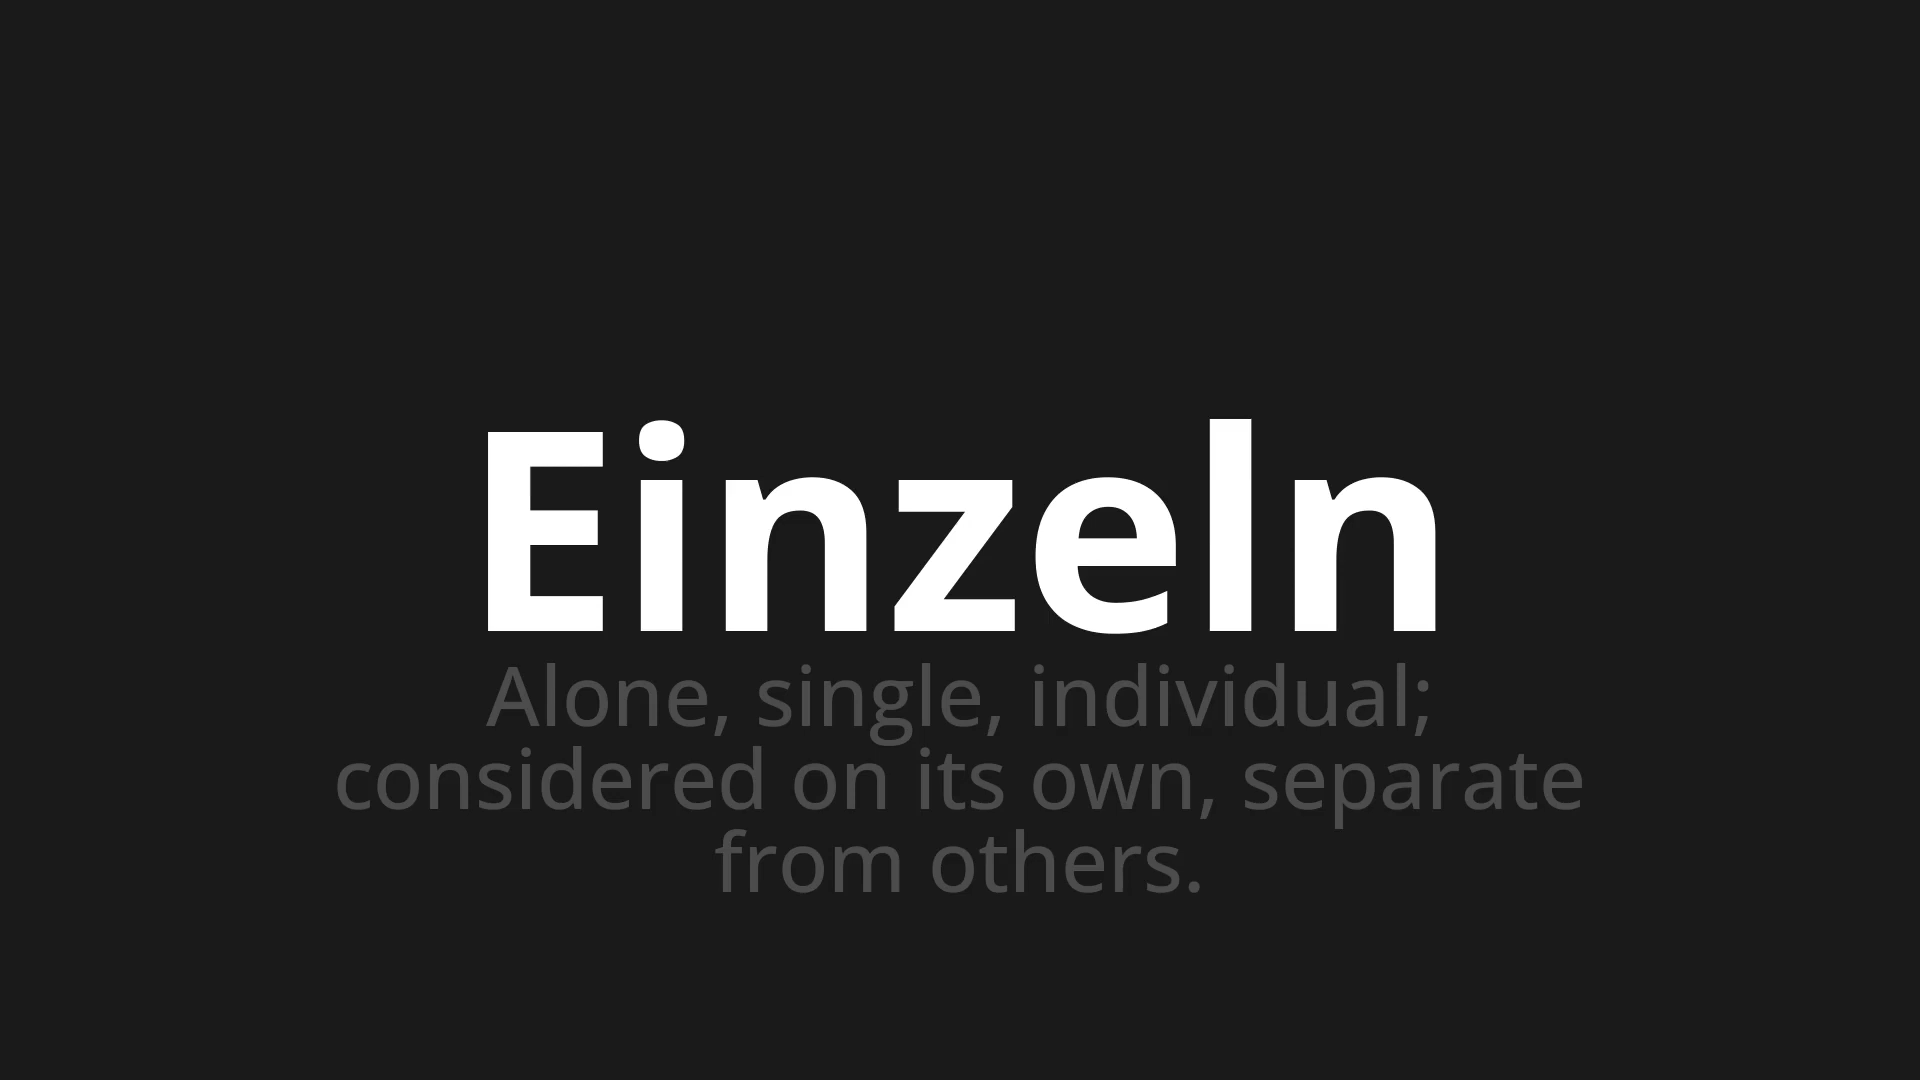 Einzeln
Alone, single, individual;
considered on its own, separate
from others.